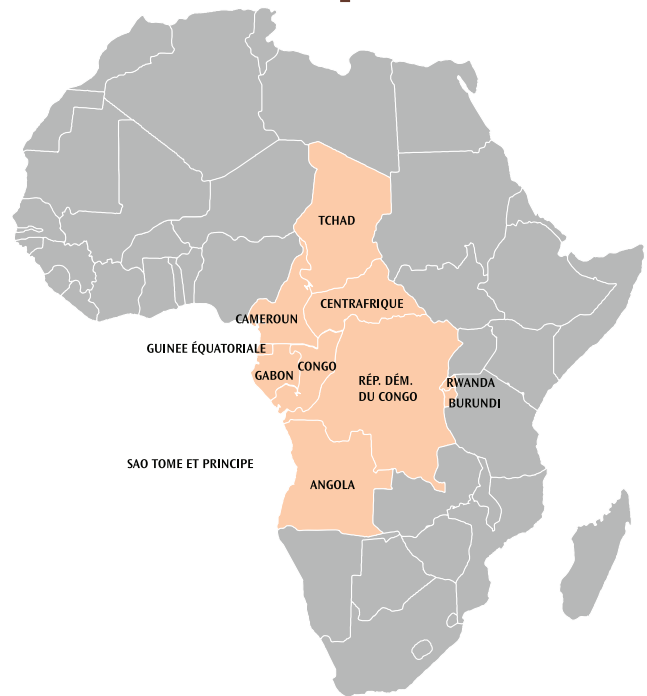 TCHAD
CENTRAFRIQUE
CAMEROUN
GUINEE ÉQUATORIALE
CONGO
GABON
RÉP. DÉM.
DU CONGO
RWANDA
BURUNDI
SAO TOME ET PRINCIPE
ANGOLA